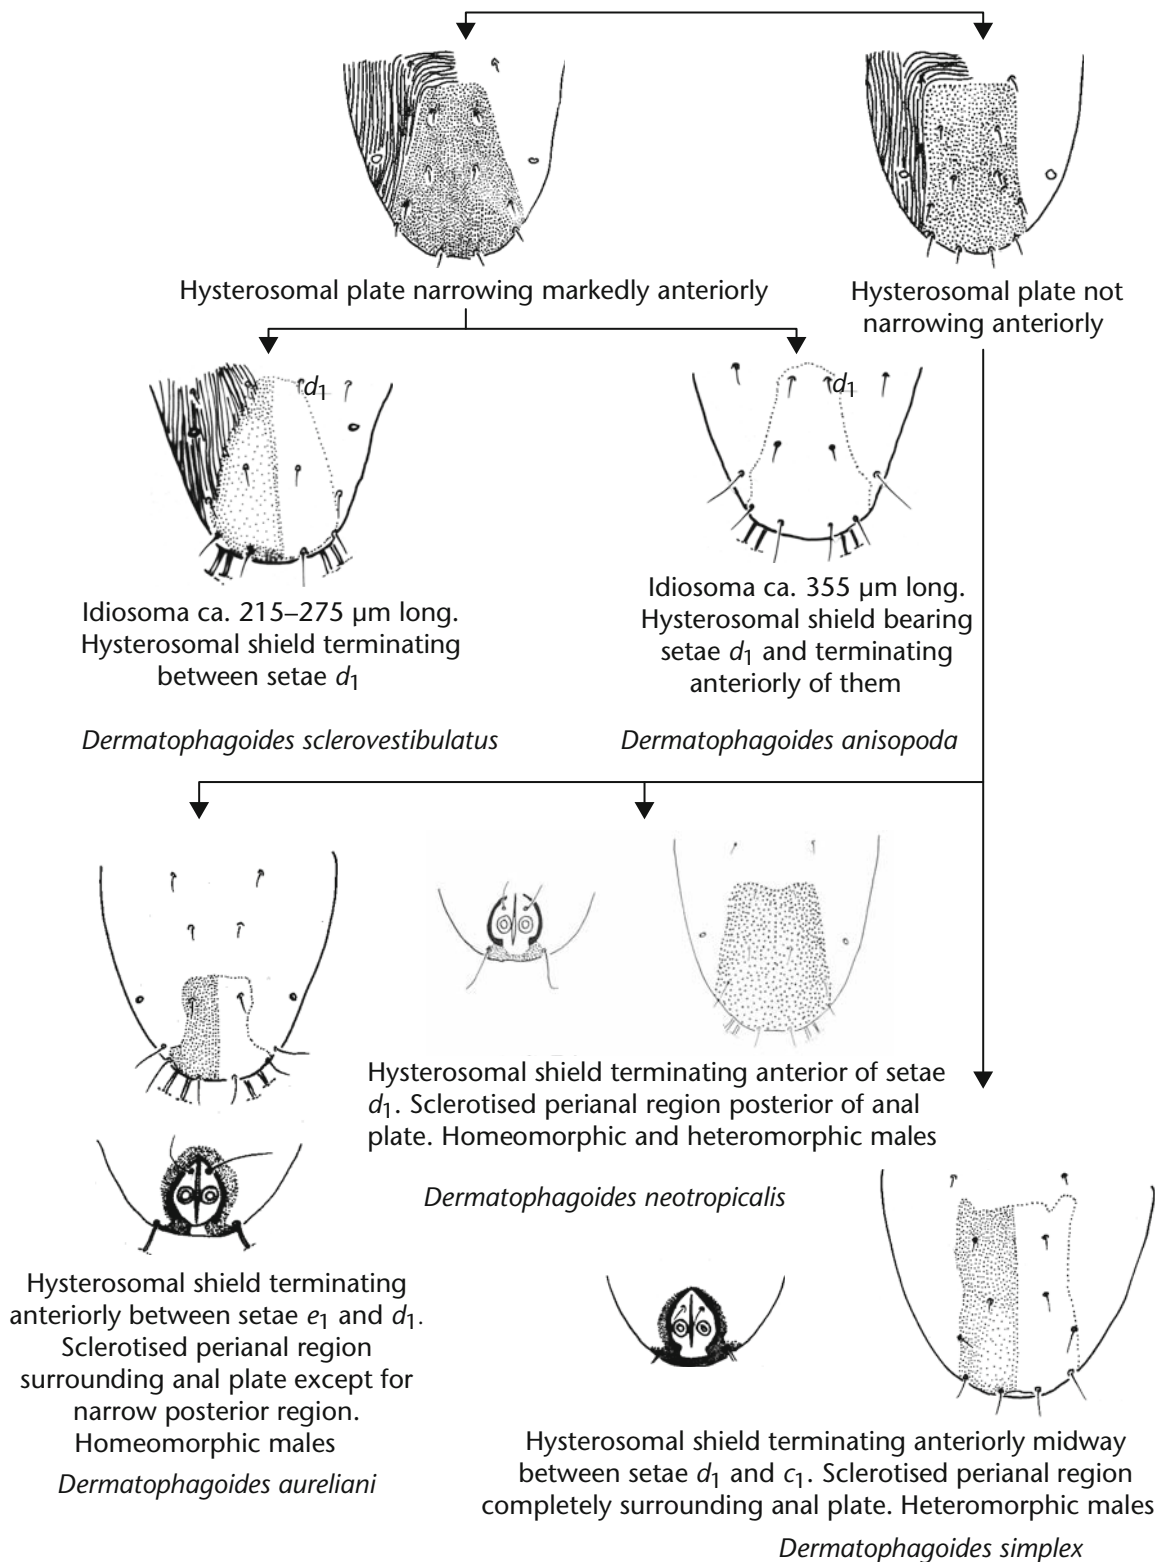 Hysterosomal plate narrowing markedly anteriorly
Hysterosomal plate not
narrowing anteriorly
d1
d1
Idiosoma ca. 215–275 µm long.
Hysterosomal shield terminating
between setae d1
Dermatophagoides sclerovestibulatus
Idiosoma ca. 355 µm long.
Hysterosomal shield bearing
setae d1 and terminating
anteriorly of them
Dermatophagoides anisopoda
Hysterosomal shield terminating anterior of setae
d1. Sclerotised perianal region posterior of anal
plate. Homeomorphic and heteromorphic males
Dermatophagoides neotropicalis
Hysterosomal shield terminating
anteriorly between setae e1 and d1.
Sclerotised perianal region
surrounding anal plate except for
narrow posterior region.
Homeomorphic males
Dermatophagoides aureliani
Hysterosomal shield terminating anteriorly midway
between setae d1 and c1. Sclerotised perianal region
completely surrounding anal plate. Heteromorphic males
Dermatophagoides simplex